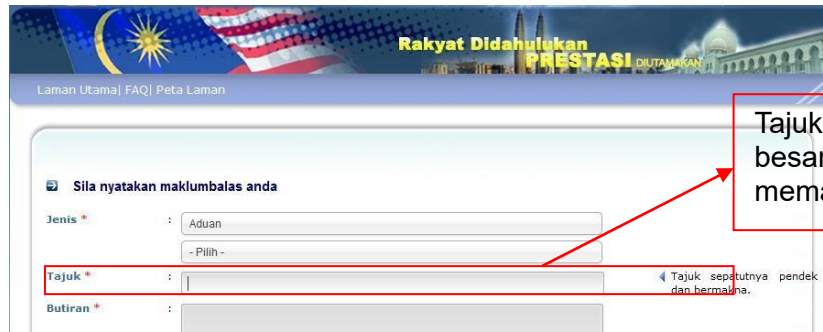 Rakyat Didahulukan
PRESTASI DIUTAMAKAN
Laman Utama| FAQ| Peta Laman
Tajuk
besar
mema
Sila nyatakan maklumbalas anda
Jenis * : Aduan
- Pilih -
Tajuk * :
Tajuk sepatutnya pendek
dan bermakna.
Butiran * :